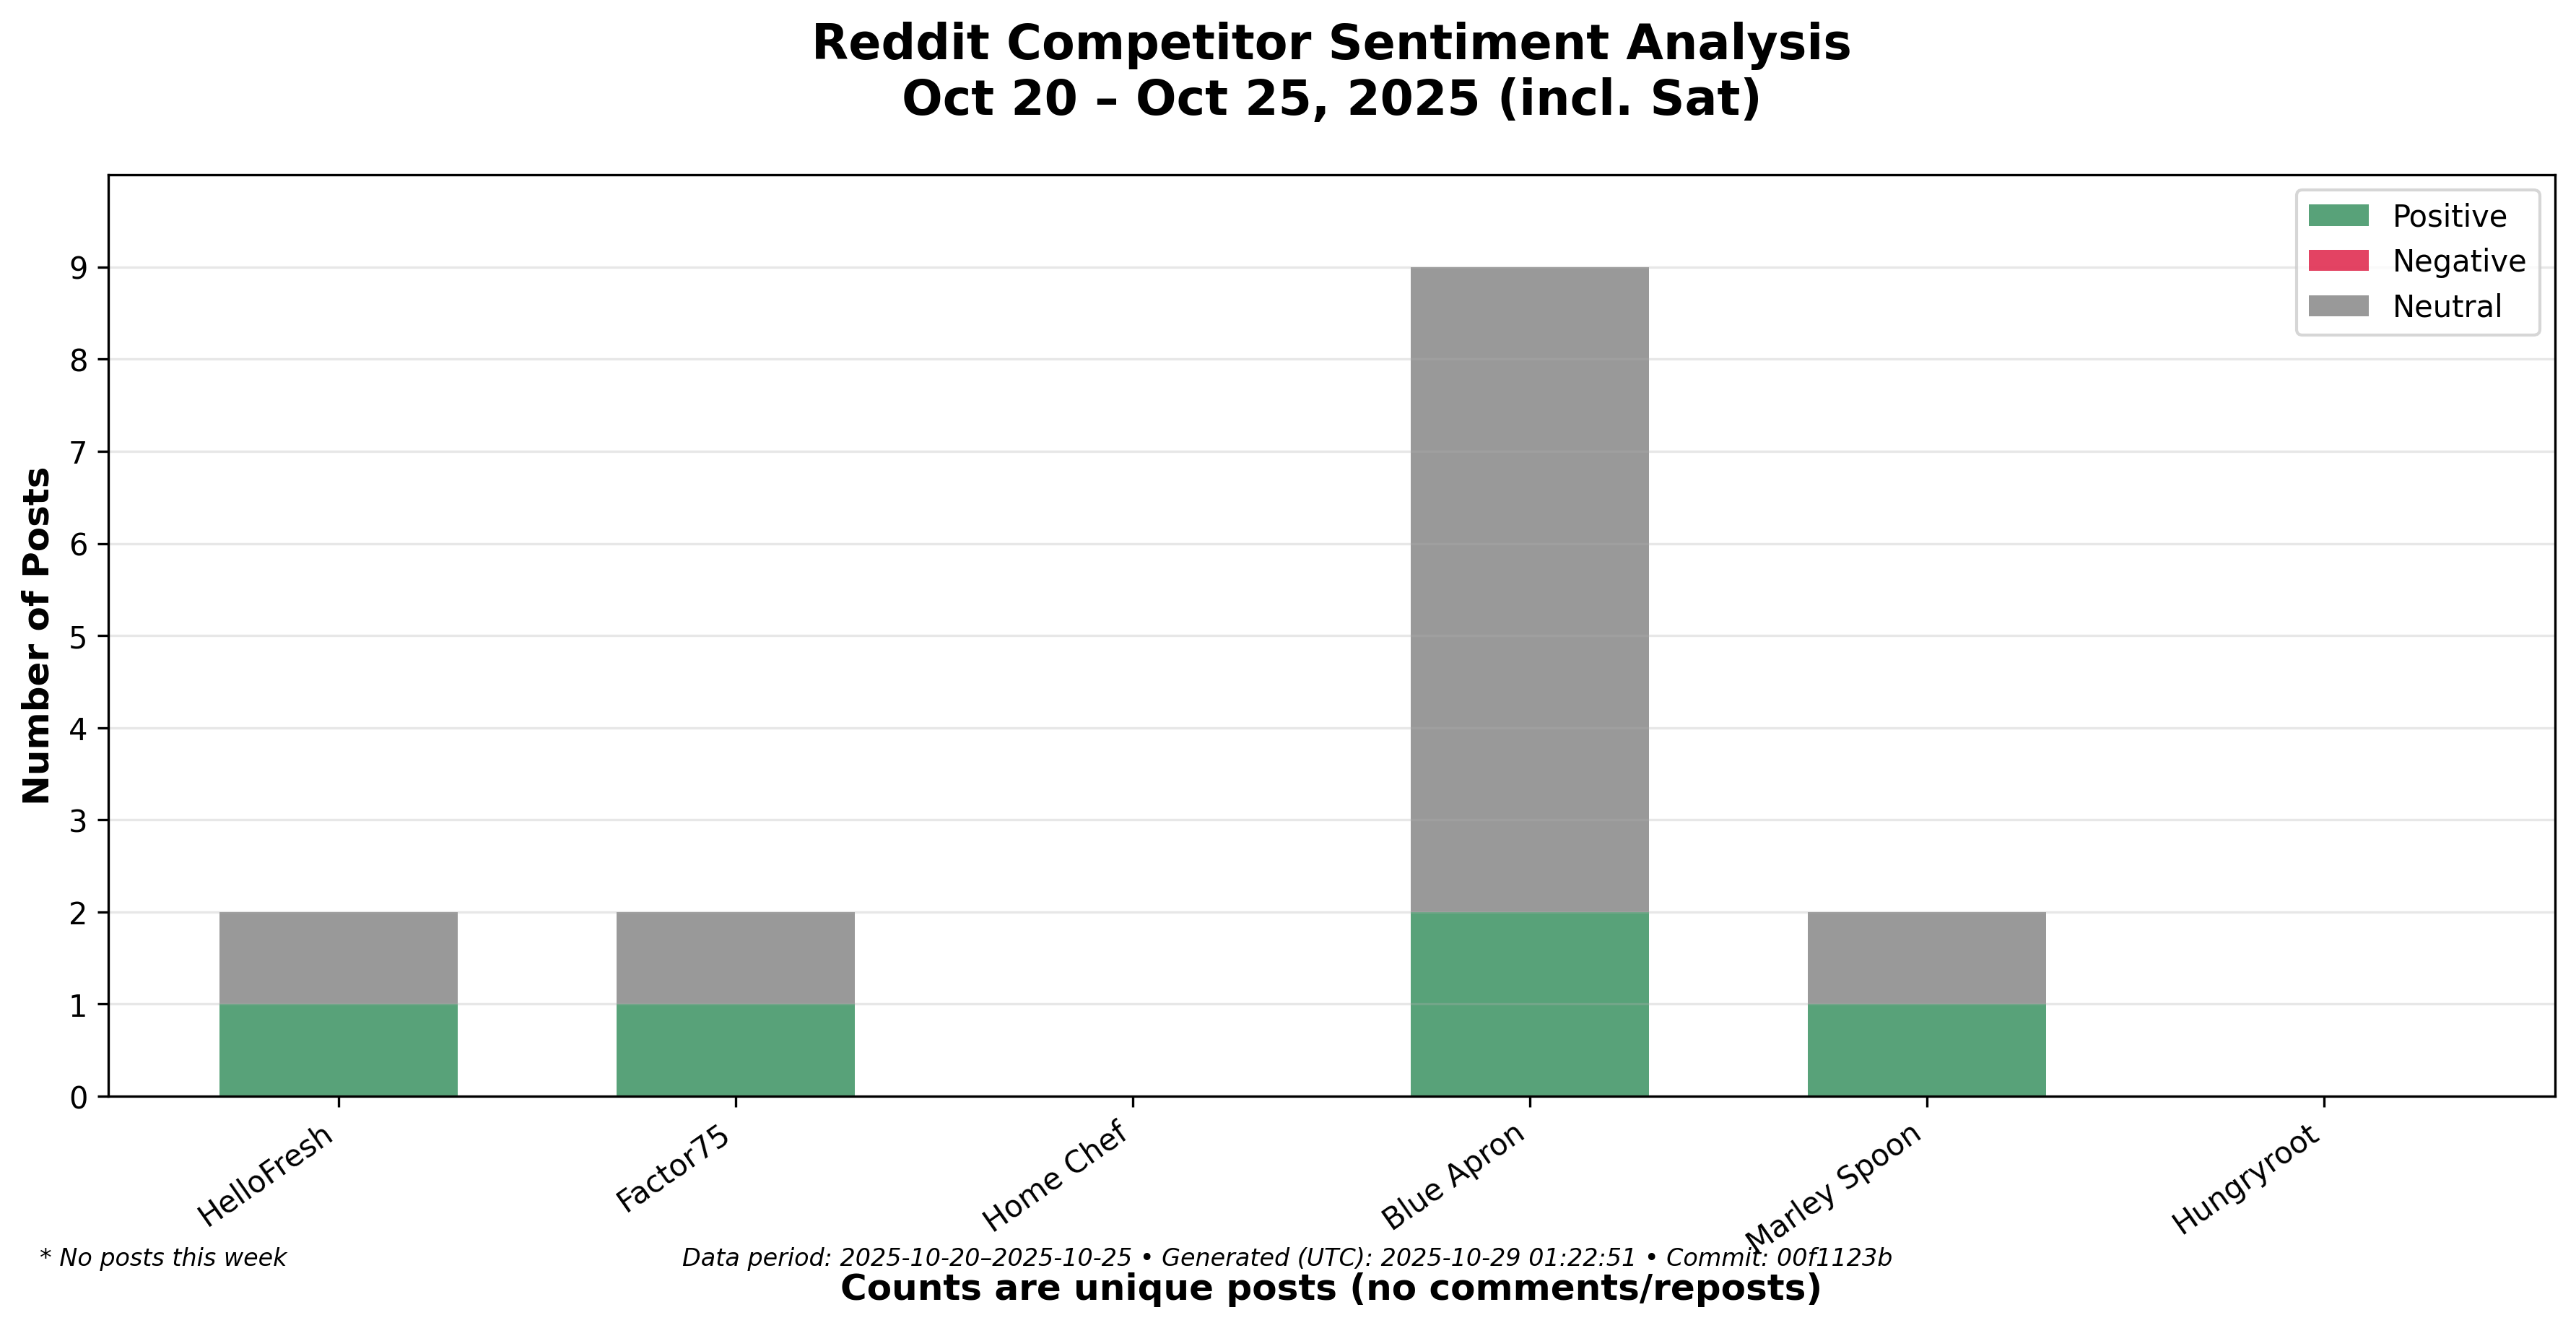 Reddit Competitor Sentiment Analysis
Oct 20 – Oct 25, 2025 (incl. Sat)
Positive
Negative
Neutral
Number of Posts
9
8
7
6
5
4
3
2
1
0
HelloFresh
Factor75
Home Chef
Blue Apron
Marley Spoon
Hungryroot
* No posts this week
Data period: 2025-10-20–2025-10-25 • Generated (UTC): 2025-10-29 01:22:51 • Commit: 00f1123b
Counts are unique posts (no comments/reposts)